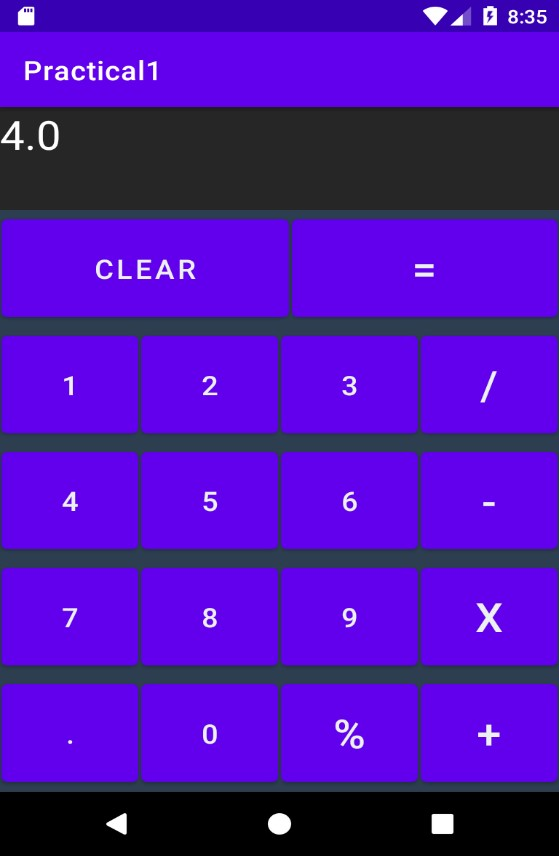 8:35
Practical1
4.0
CLEAR =
1 2 3 /
4 5 6 -
7 8 9 X
. 0 % +